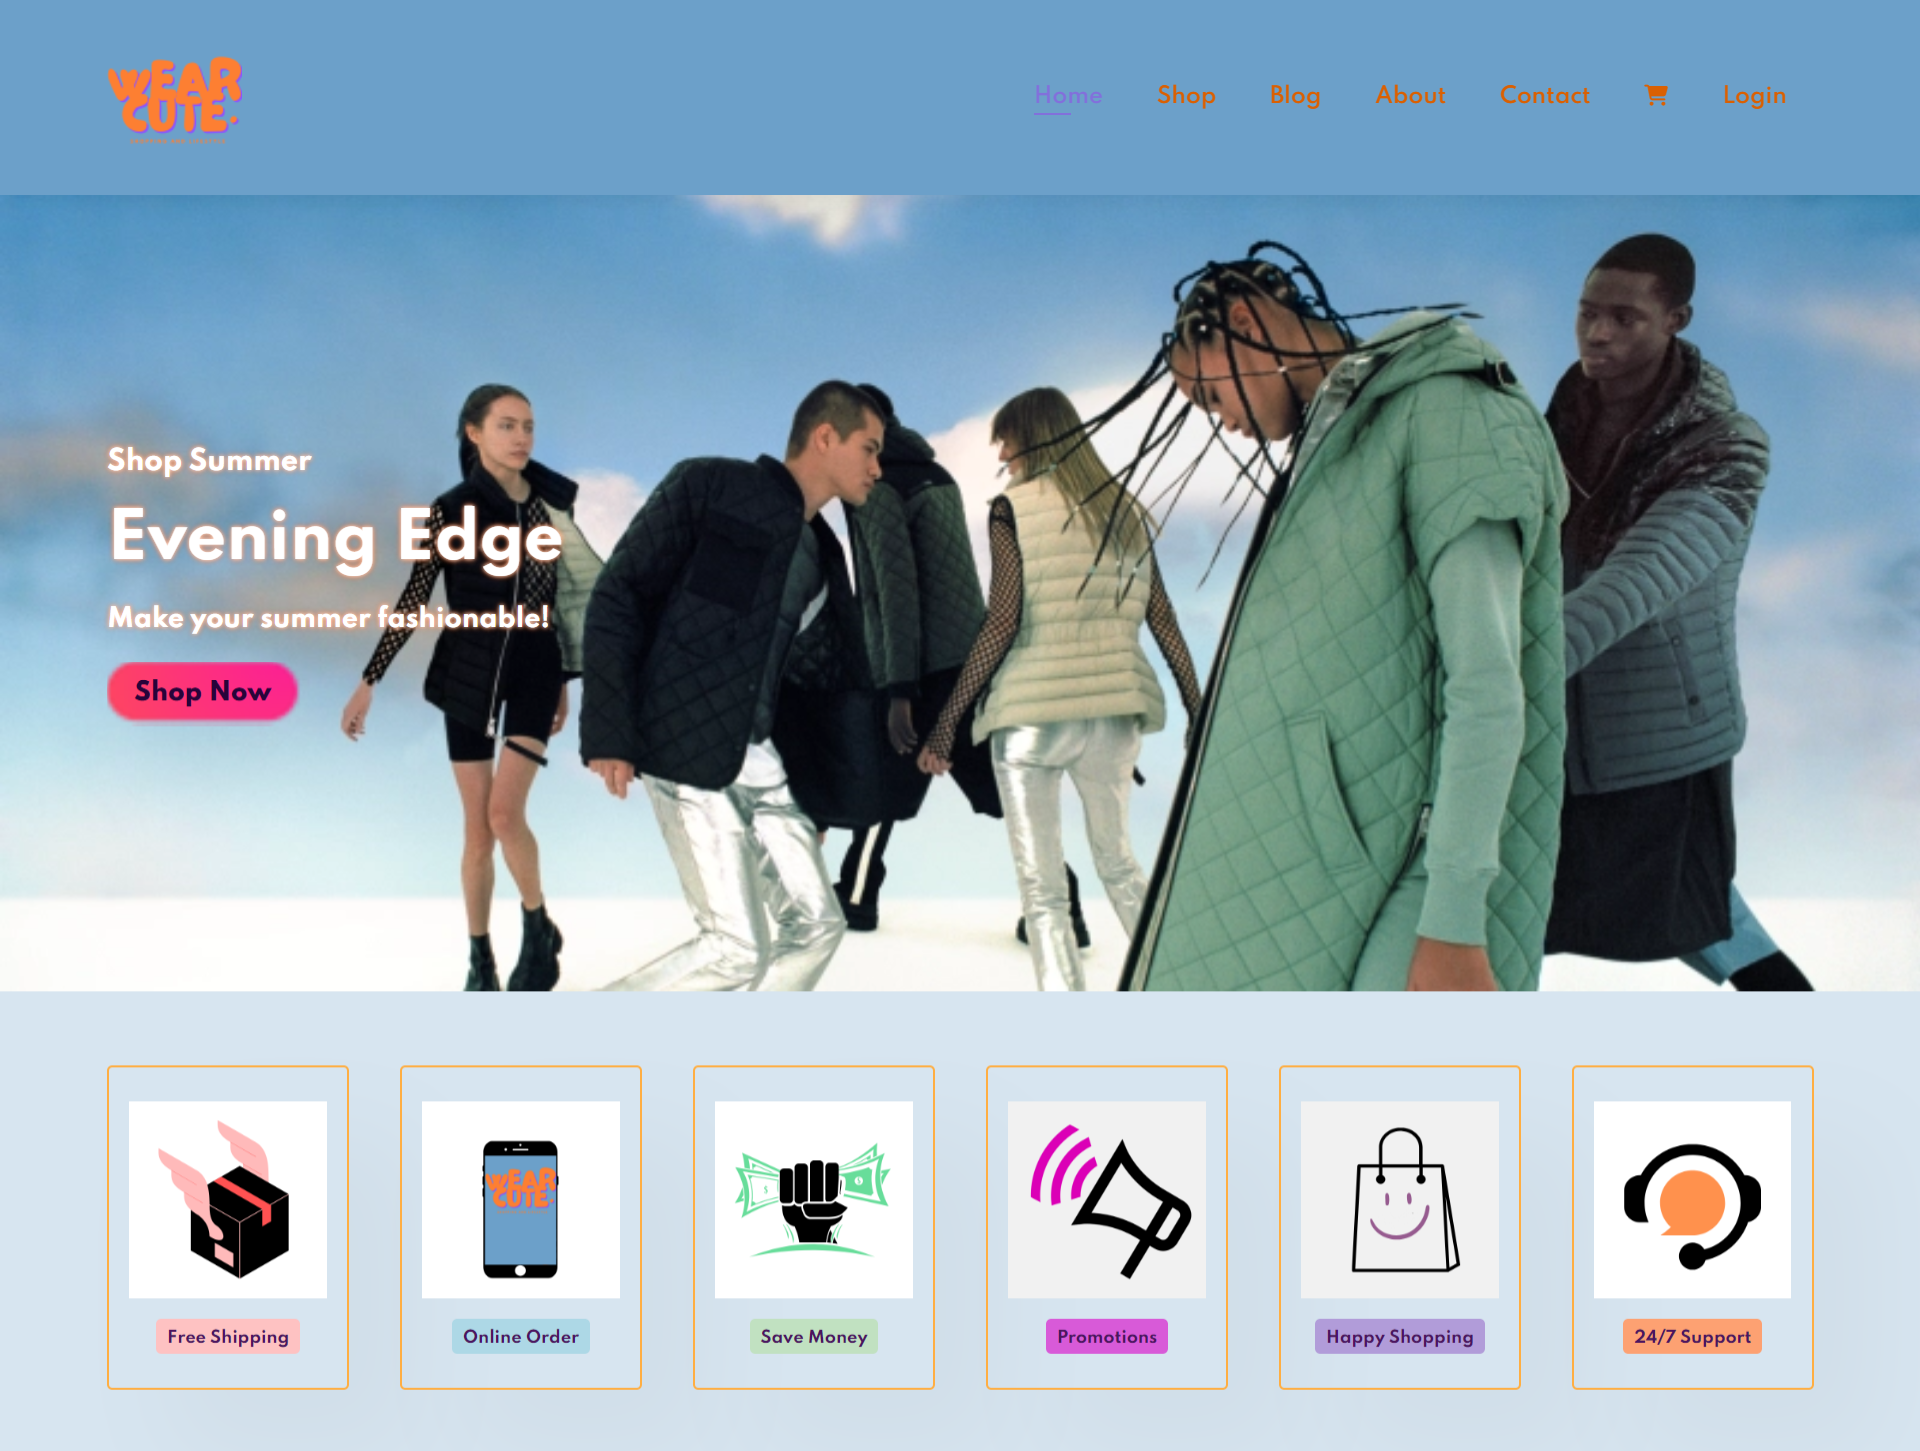 WEAR
CUTE.
Home
Shop
Blog
About
Contact
Login
Shop Summer
Evening Edge
Make your summer fashionable!
Shop Now
WEAR
CUTE.
Free Shipping
Online Order
Save Money
Promotions
Happy Shopping
24/7 Support